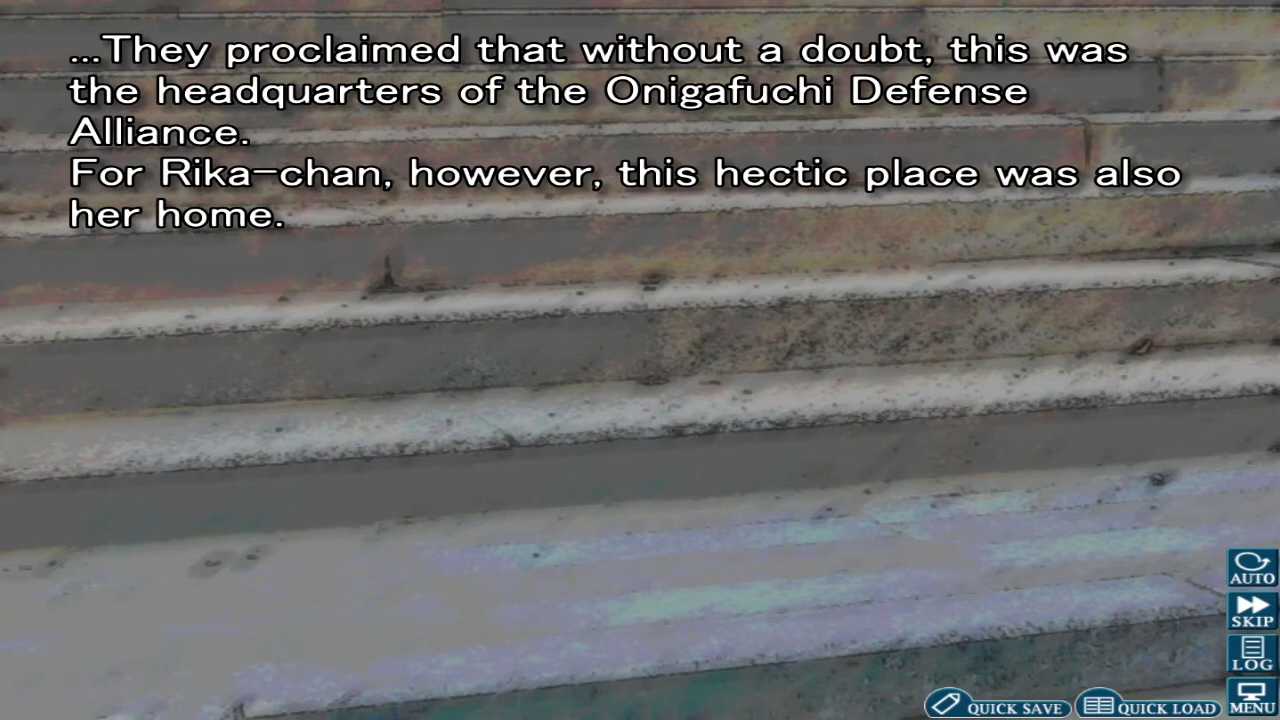 ...They proclaimed that without a doubt, this was
the headquarters of the Onigafuchi Defense
Alliance.
For Rika-chan, however, this hectic place was also
her home.
AUTO
SKIP
LOG
MENU
QUICK SAVE
QUICK LOAD